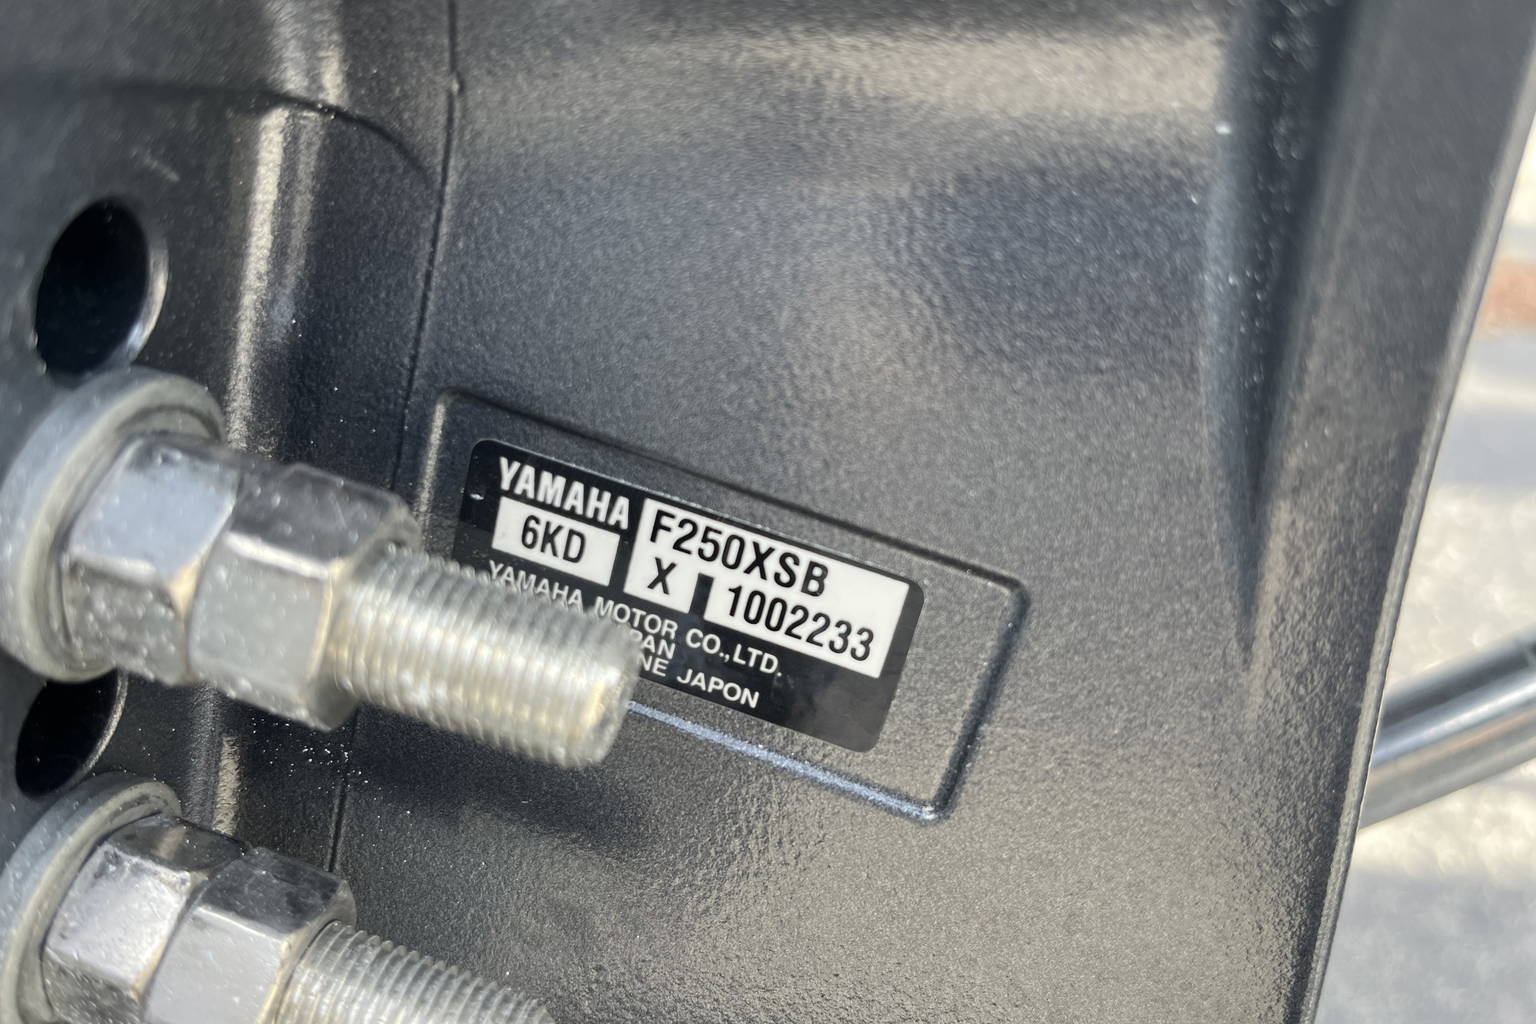 YAMAHA F250XSB
6KD X 1002233
YAMAHA MOTOR CO.,LTD.
JAPON